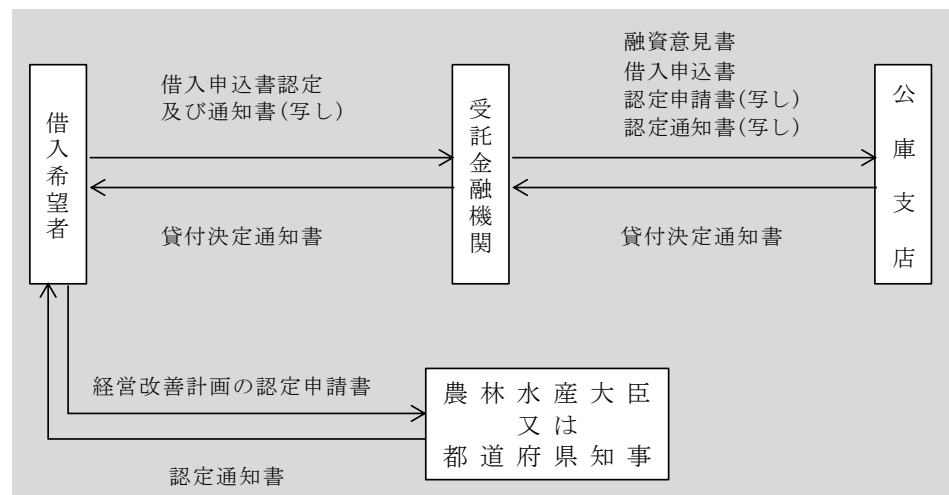 借入希望者
借入申込書認定
及び通知書(写し)
貸付決定通知書
受託金融機関
融資意見書
借入申込書
認定申請書(写し)
認定通知書(写し)
貸付決定通知書
公庫支店
経営改善計画の認定申請書
認定通知書
農林水産大臣
又は
都道府県知事